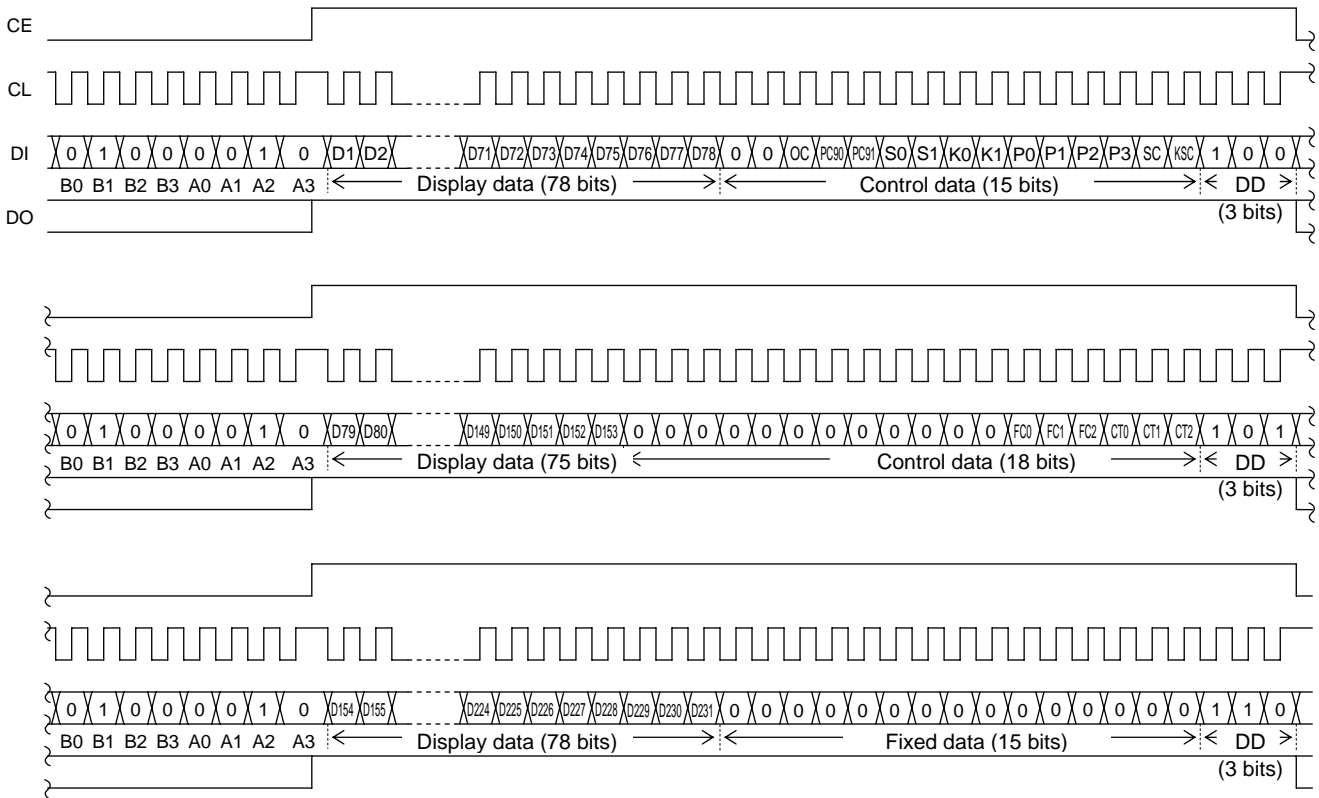 CE
CL
DI 0 1 0 0 0 0 1 0 D1 D2 D71 D72 D73 D74 D75 D76 D77 D78 0 0 OC PC90 PC91 S0 S1 K0 K1 P0 P1 P2 P3 SC KSC 1 0 0
B0 B1 B2 B3 A0 A1 A2 A3 Display data (78 bits) Control data (15 bits) DD
(3 bits)
DO
0 1 0 0 0 0 1 0 D79 D80 D149 D150 D151 D152 D153 0 0 0 0 0 0 0 0 0 0 0 0 FC0 FC1 FC2 CT0 CT1 CT2 1 0 1
B0 B1 B2 B3 A0 A1 A2 A3 Display data (75 bits) Control data (18 bits) DD
(3 bits)
0 1 0 0 0 0 1 0 D154 D155 D224 D225 D226 D227 D228 D229 D230 D231 0 0 0 0 0 0 0 0 0 0 0 0 0 0 0 1 1 0
B0 B1 B2 B3 A0 A1 A2 A3 Display data (78 bits) Fixed data (15 bits) DD
(3 bits)